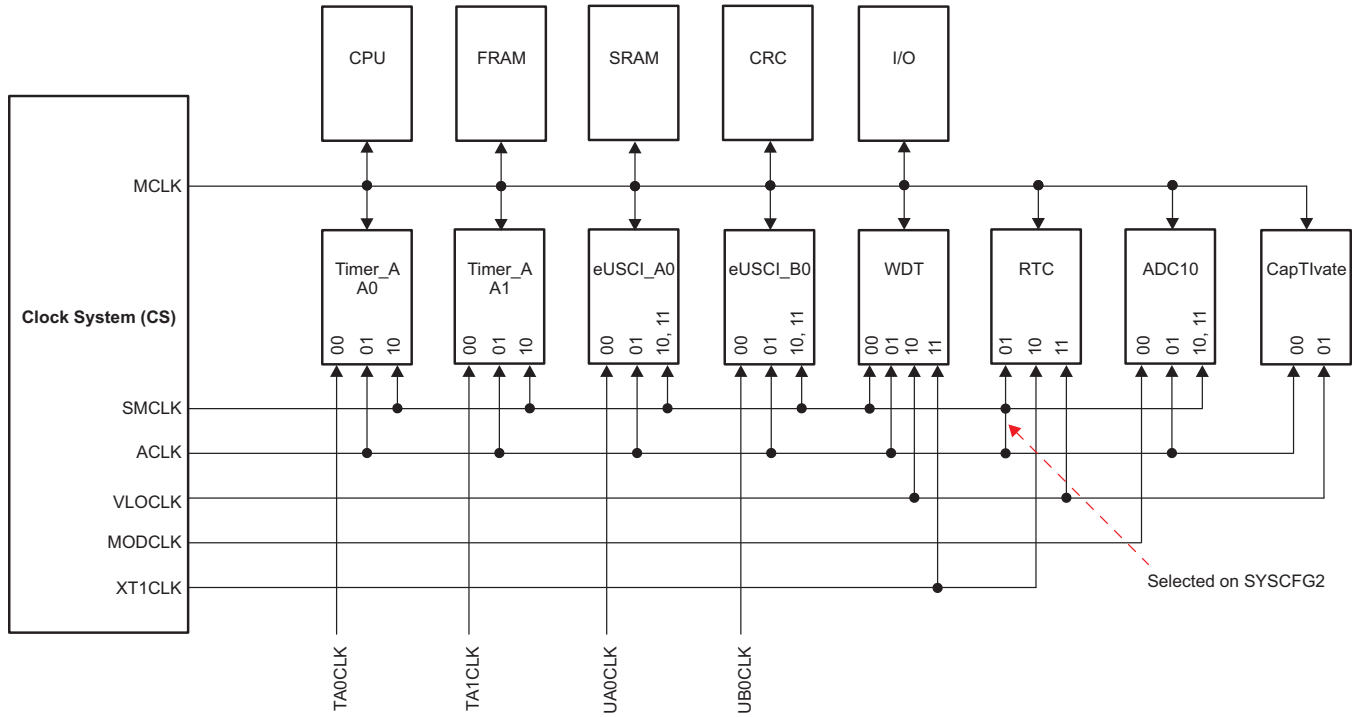 CPU
FRAM
SRAM
CRC
I/O
Clock System (CS)
MCLK
Timer_A
A0
00
01
10
Timer_A
A1
00
01
10
eUSCI_A0
00
01
10, 11
eUSCI_B0
00
01
10, 11
WDT
00
01
10
11
RTC
01
10
11
ADC10
00
01
10, 11
CapTIvate
00
01
SMCLK
ACLK
VLOCLK
MODCLK
XT1CLK
Selected on SYSCFG2
TA0CLK
TA1CLK
UA0CLK
UB0CLK